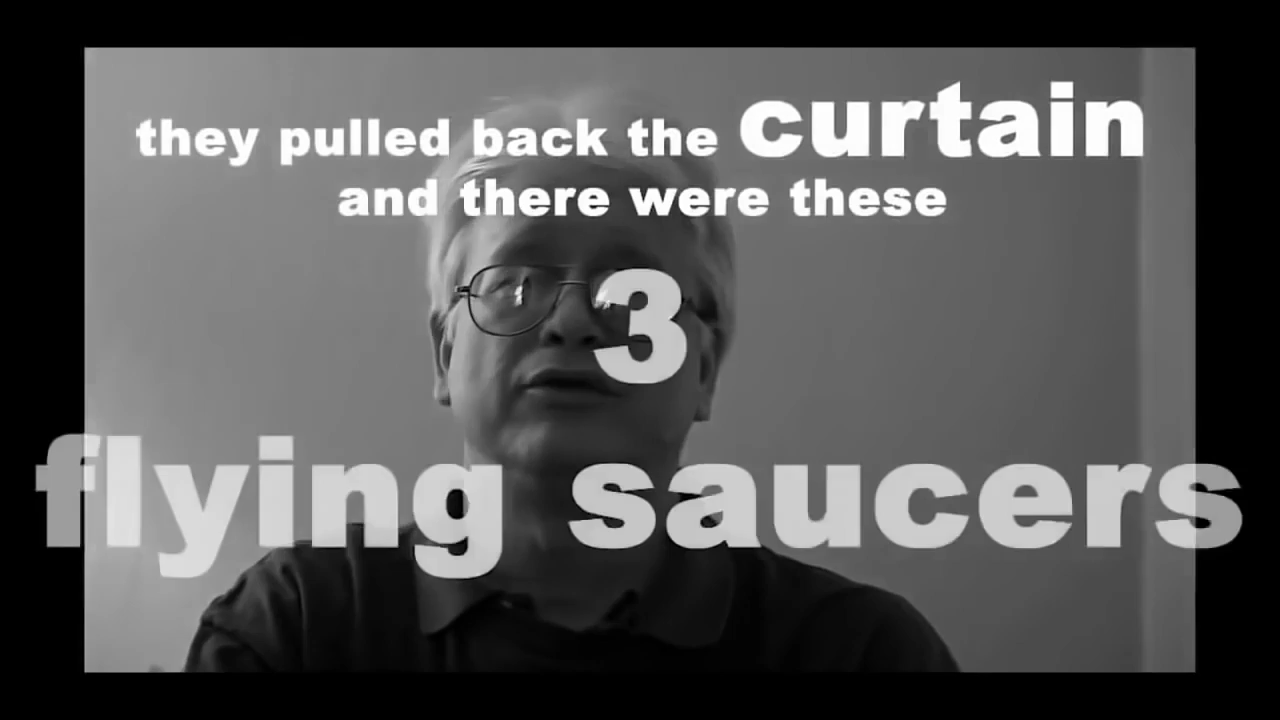 they pulled back the curtain
and there were these
3
flying saucers